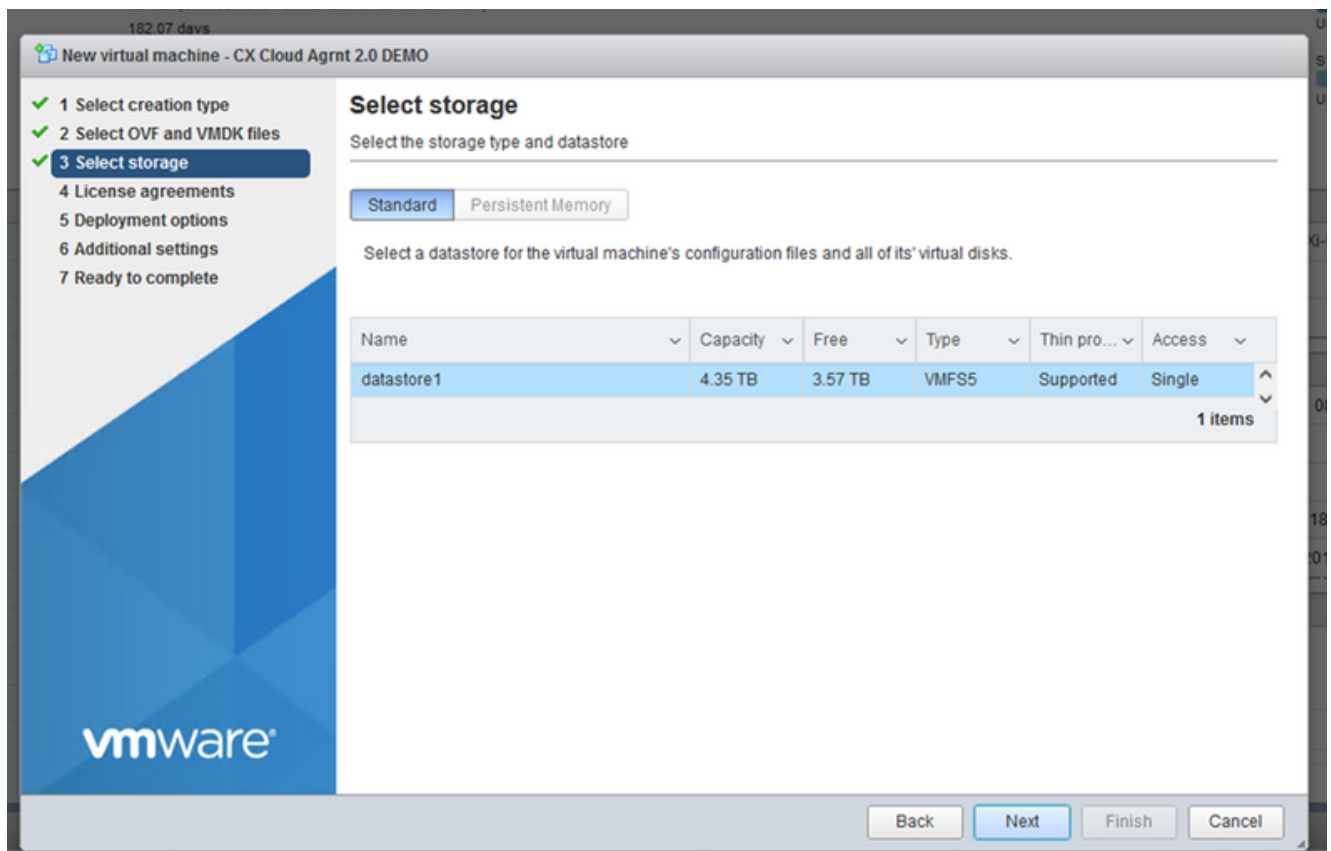 182.07 days
New virtual machine - CX Cloud Agrnt 2.0 DEMO
1 Select creation type
2 Select OVF and VMDK files
3 Select storage
4 License agreements
5 Deployment options
6 Additional settings
7 Ready to complete
vmware®
Select storage
Select the storage type and datastore
Standard Persistent Memory
Select a datastore for the virtual machine's configuration files and all of its' virtual disks.
Name Capacity Free Type Thin pro... Access
datastore1 4.35 TB 3.57 TB VMFS5 Supported Single
1 items
Back Next Finish Cancel